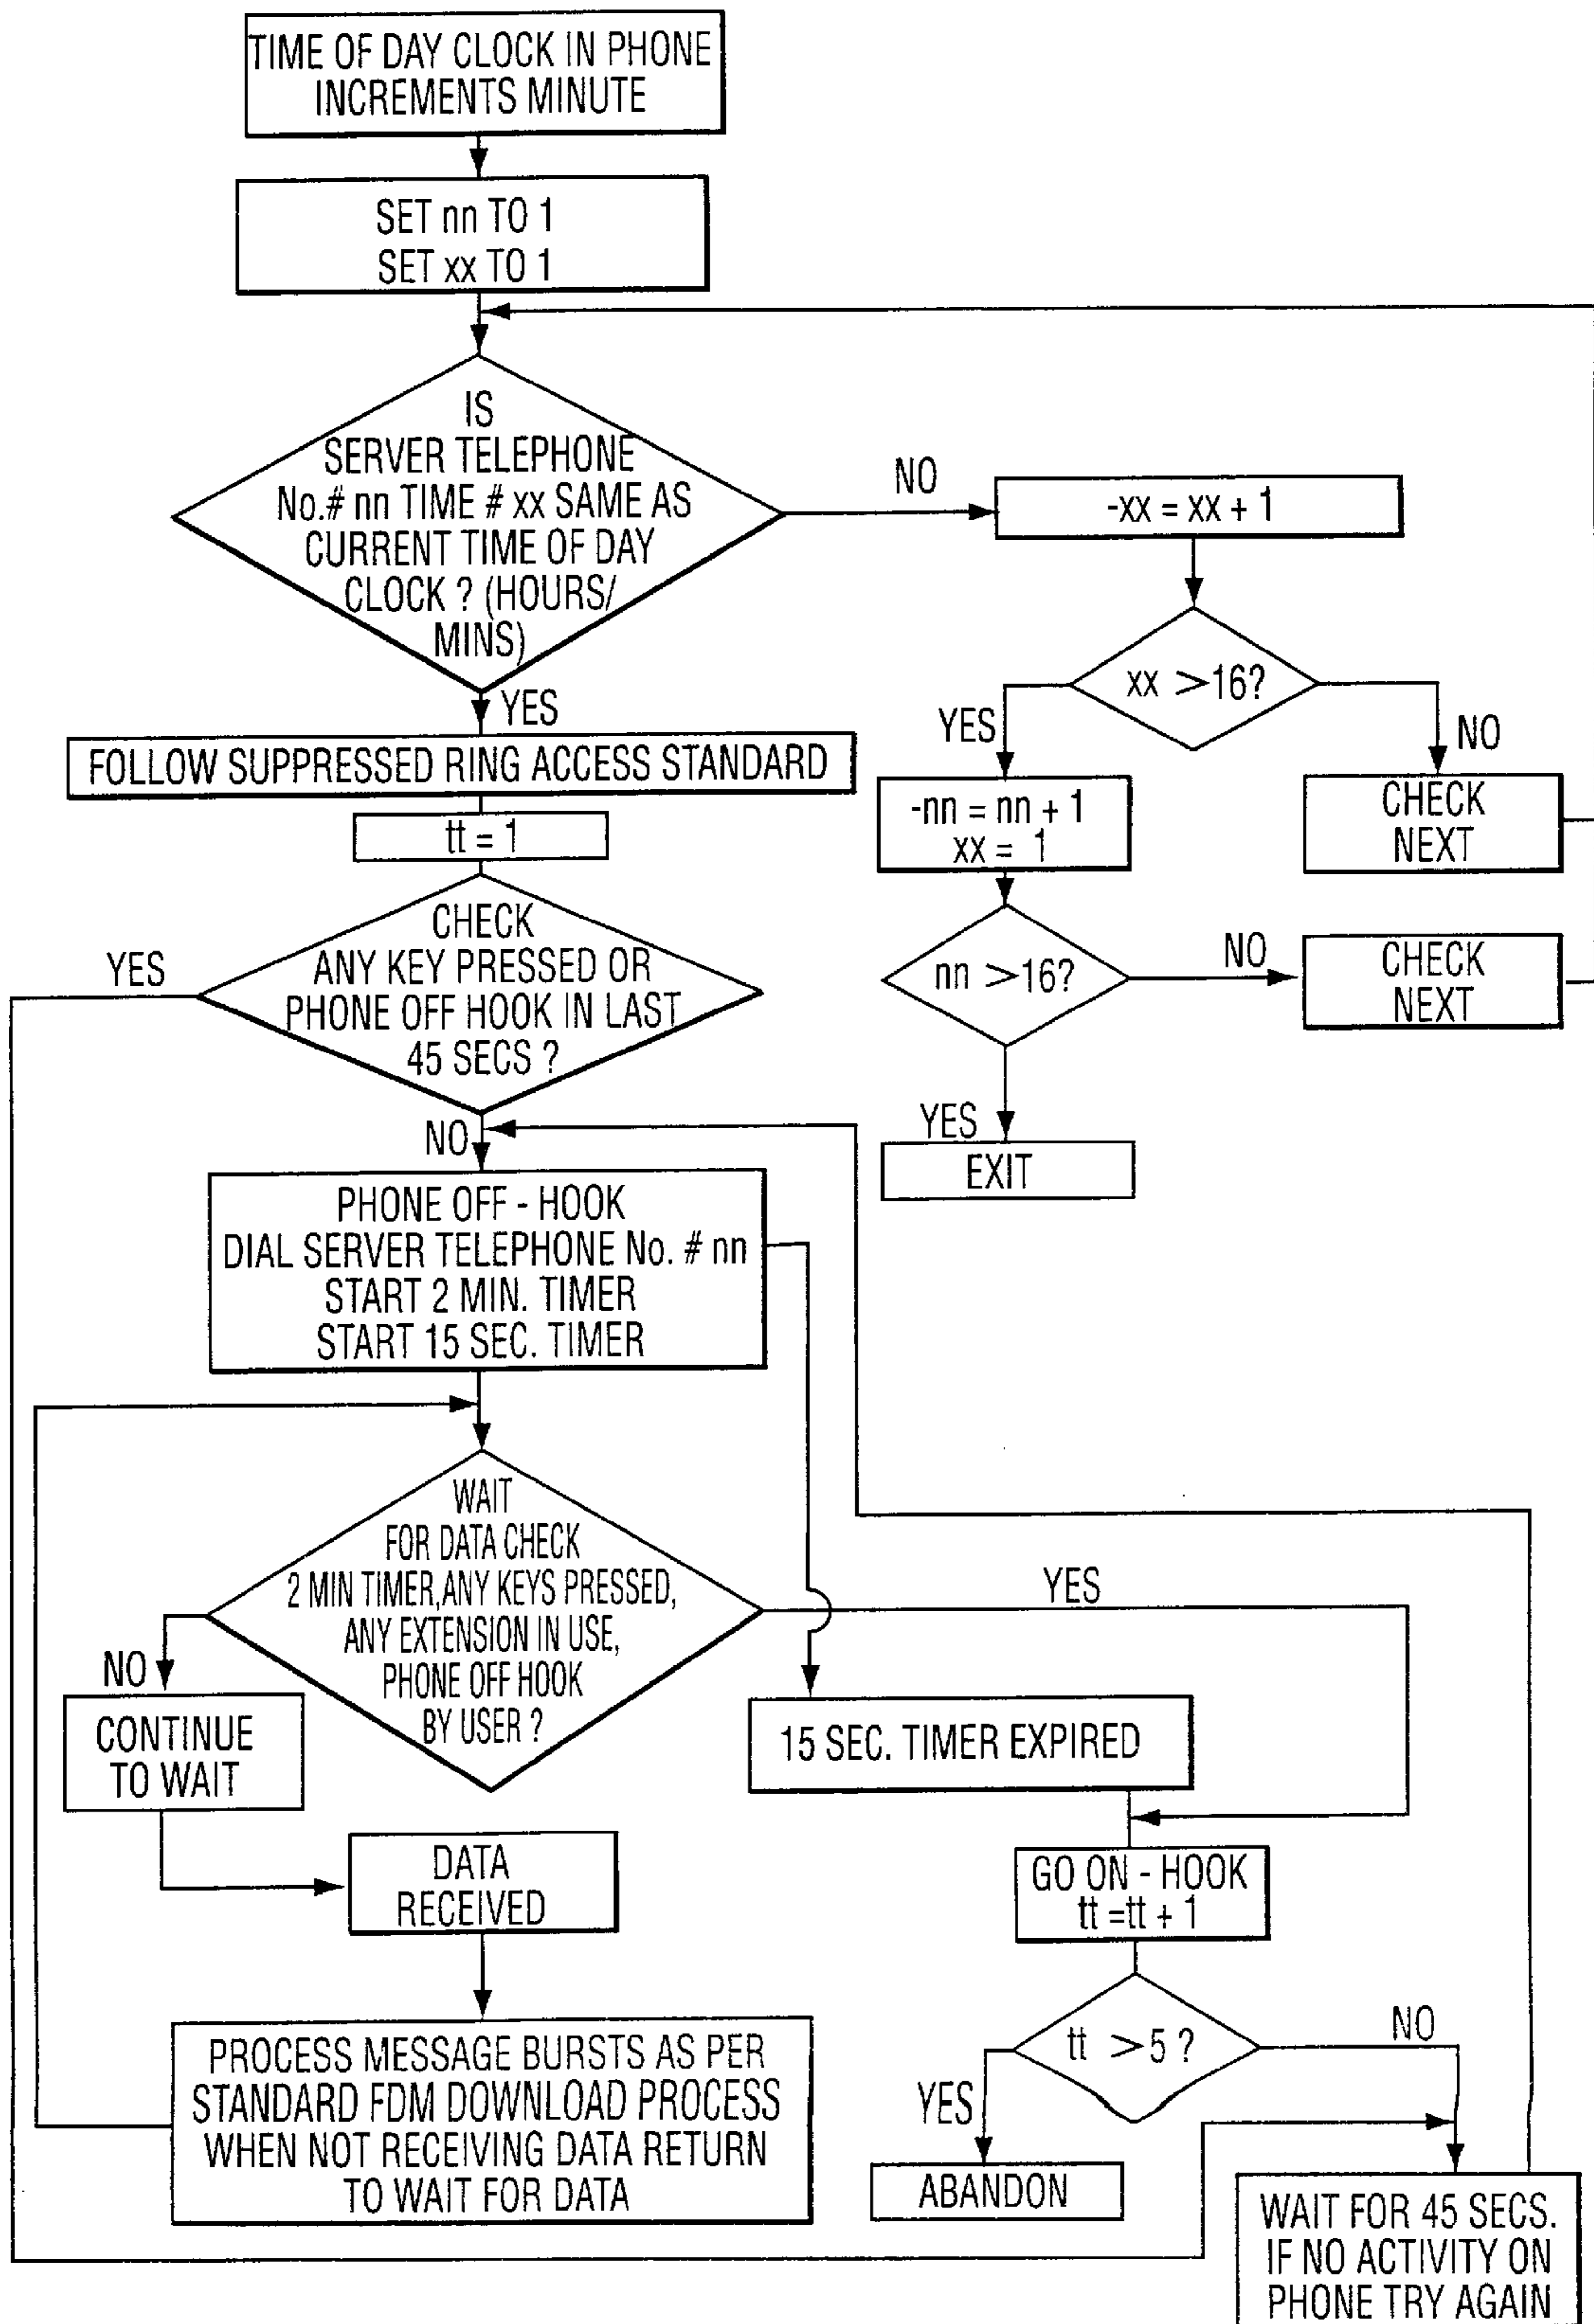 TIME OF DAY CLOCK IN PHONE
INCREMENTS MINUTE
SET nn TO 1
SET xx TO 1
IS
SERVER TELEPHONE
No.# nn TIME # xx SAME AS
CURRENT TIME OF DAY
CLOCK ? (HOURS/
MINS)
NO
-xx = xx + 1
xx >16?
YES
NO
YES
FOLLOW SUPPRESSED RING ACCESS STANDARD
-nn = nn + 1
xx = 1
CHECK
NEXT
tt = 1
CHECK
ANY KEY PRESSED OR
PHONE OFF HOOK IN LAST
45 SECS ?
YES
nn >16?
NO
CHECK
NEXT
YES
EXIT
NO
PHONE OFF - HOOK
DIAL SERVER TELEPHONE No. # nn
START 2 MIN. TIMER
START 15 SEC. TIMER
WAIT
FOR DATA CHECK
2 MIN TIMER,ANY KEYS PRESSED,
ANY EXTENSION IN USE,
PHONE OFF HOOK
BY USER ?
YES
NO
CONTINUE
TO WAIT
15 SEC. TIMER EXPIRED
DATA
RECEIVED
GO ON - HOOK
tt =tt + 1
tt >5 ?
NO
YES
PROCESS MESSAGE BURSTS AS PER
STANDARD FDM DOWNLOAD PROCESS
WHEN NOT RECEIVING DATA RETURN
TO WAIT FOR DATA
ABANDON
WAIT FOR 45 SECS.
IF NO ACTIVITY ON
PHONE TRY AGAIN